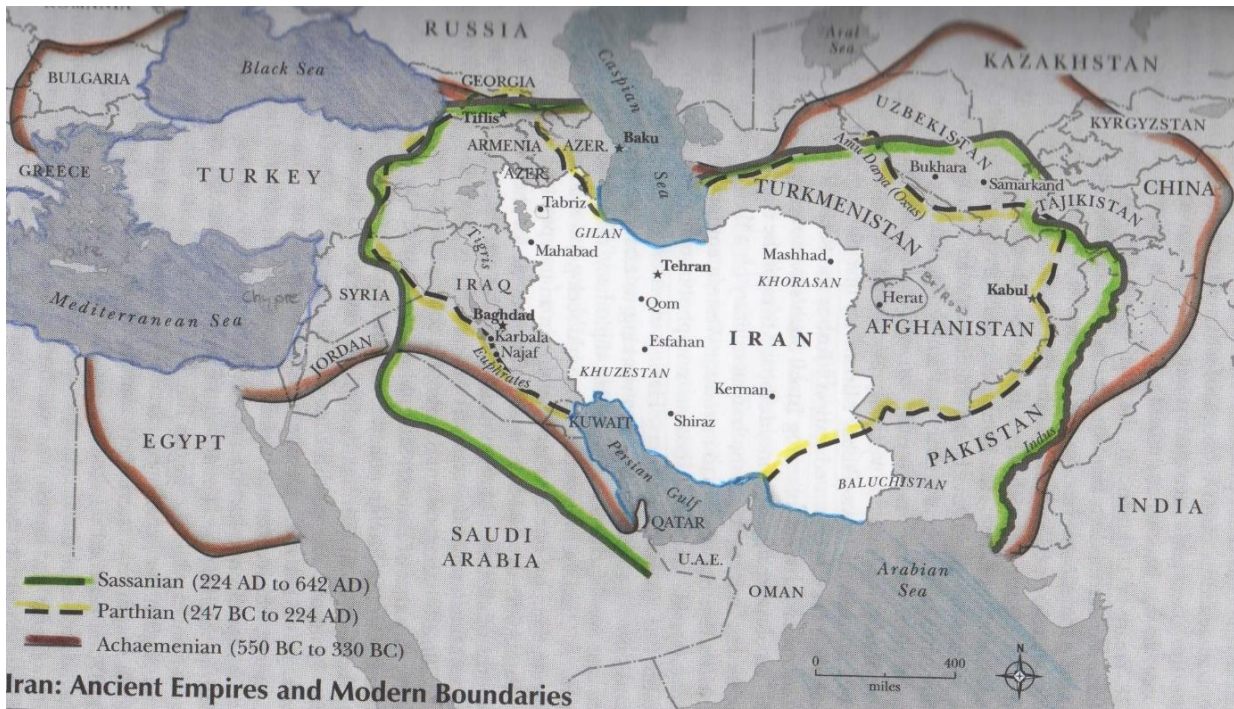 ROMANIA
RUSSIA
Aral
Sea
KAZAKHSTAN
BULGARIA
Black Sea
GEORGIA
Caspian
Sea
UZBEKISTAN
KYRGYZSTAN
Tiflis
ARMENIA
AZER.
Baku
Amu Darya (Oxus)
Bukhara
Samarkand
GREECE
TURKEY
AZER.
TURKMENISTAN
TAJIKISTAN
CHINA
Tabriz
GILAN
Mahabad
Mashhad
KHORASAN
Tehran
Tigris
SYRIA
IRAQ
Chypre
Mediterranean Sea
Qom
Herat
Kabul
AFGHANISTAN
Baghdad
Karbala
Najaf
Euphrates
JORDAN
Esfahan
IRAN
KHUZESTAN
Kerman
Shiraz
KUWAIT
EGYPT
PAKISTAN
Indus
Persian Gulf
BALUCHISTAN
INDIA
QATAR
SAUDI
ARABIA
U.A.E.
OMAN
Arabian
Sea
Sassanian (224 AD to 642 AD)
Parthian (247 BC to 224 AD)
Achaemenian (550 BC to 330 BC)
N
0 400
miles
Iran: Ancient Empires and Modern Boundaries